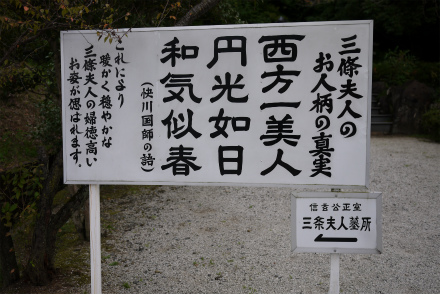 三條夫人の
お人柄の真実
西方一美人
円光如日
和気似春
(快川国師の語)
これにより
暖かく穏やかな
三條夫人の婦徳高い
お姿が偲ばれます。
信玄公正室
三条夫人墓所